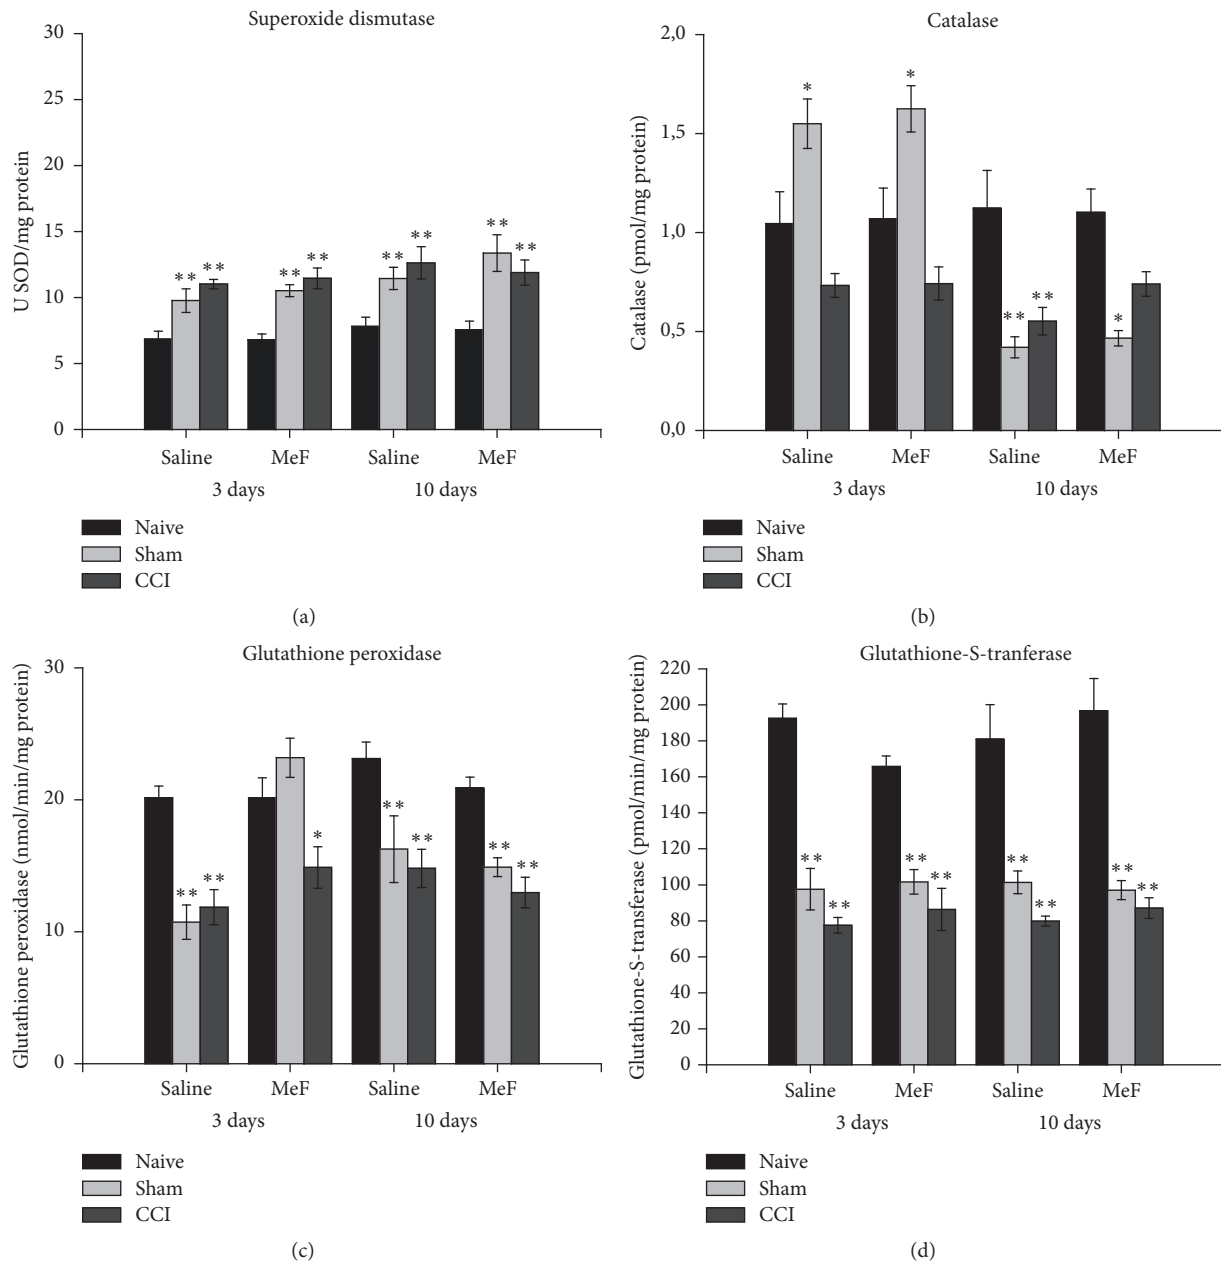 Superoxide dismutase
U SOD/mg protein
30
25
20
15
10
5
0
** ** ** ** ** ** ** **
Saline MeF Saline MeF
3 days 10 days
Naive
Sham
CCI
(a)
Catalase
Catalase (pmol/mg protein)
2,0
1,5
1,0
0,5
0,0
* * ** ** *
Saline MeF Saline MeF
3 days 10 days
Naive
Sham
CCI
(b)
Glutathione peroxidase
Glutathione peroxidase (nmol/min/mg protein)
30
20
10
0
** ** * ** ** ** **
Saline MeF Saline MeF
3 days 10 days
Naive
Sham
CCI
(c)
Glutathione-S-tranferase
Glutathione-S-transferase (pmol/min/mg protein)
220
200
180
160
140
120
100
80
60
40
20
0
** ** ** ** ** ** ** **
Saline MeF Saline MeF
3 days 10 days
Naive
Sham
CCI
(d)